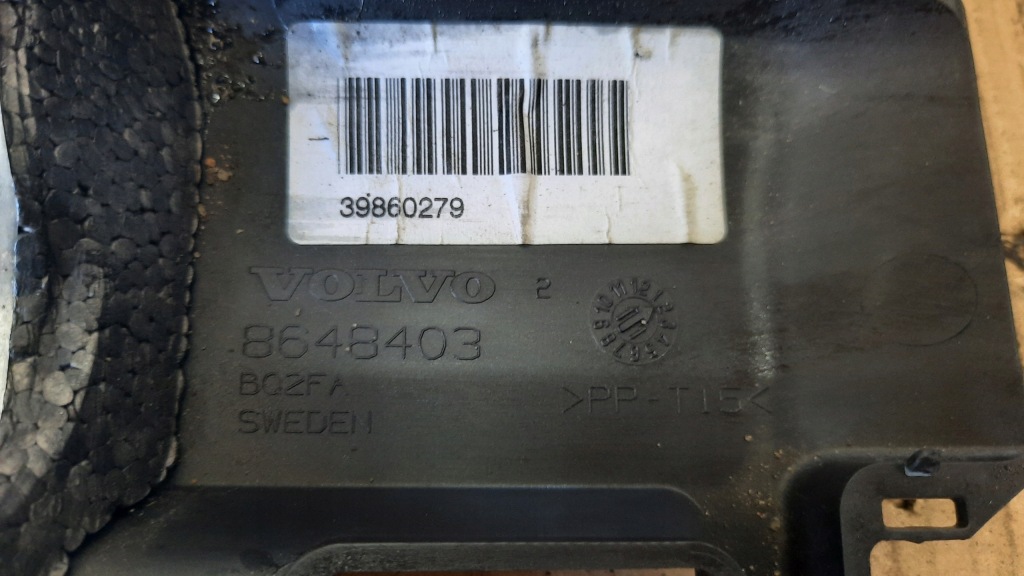 39860279
VOLVO 2
8648403
BQ2FA
SWEDEN
>PP-T15<